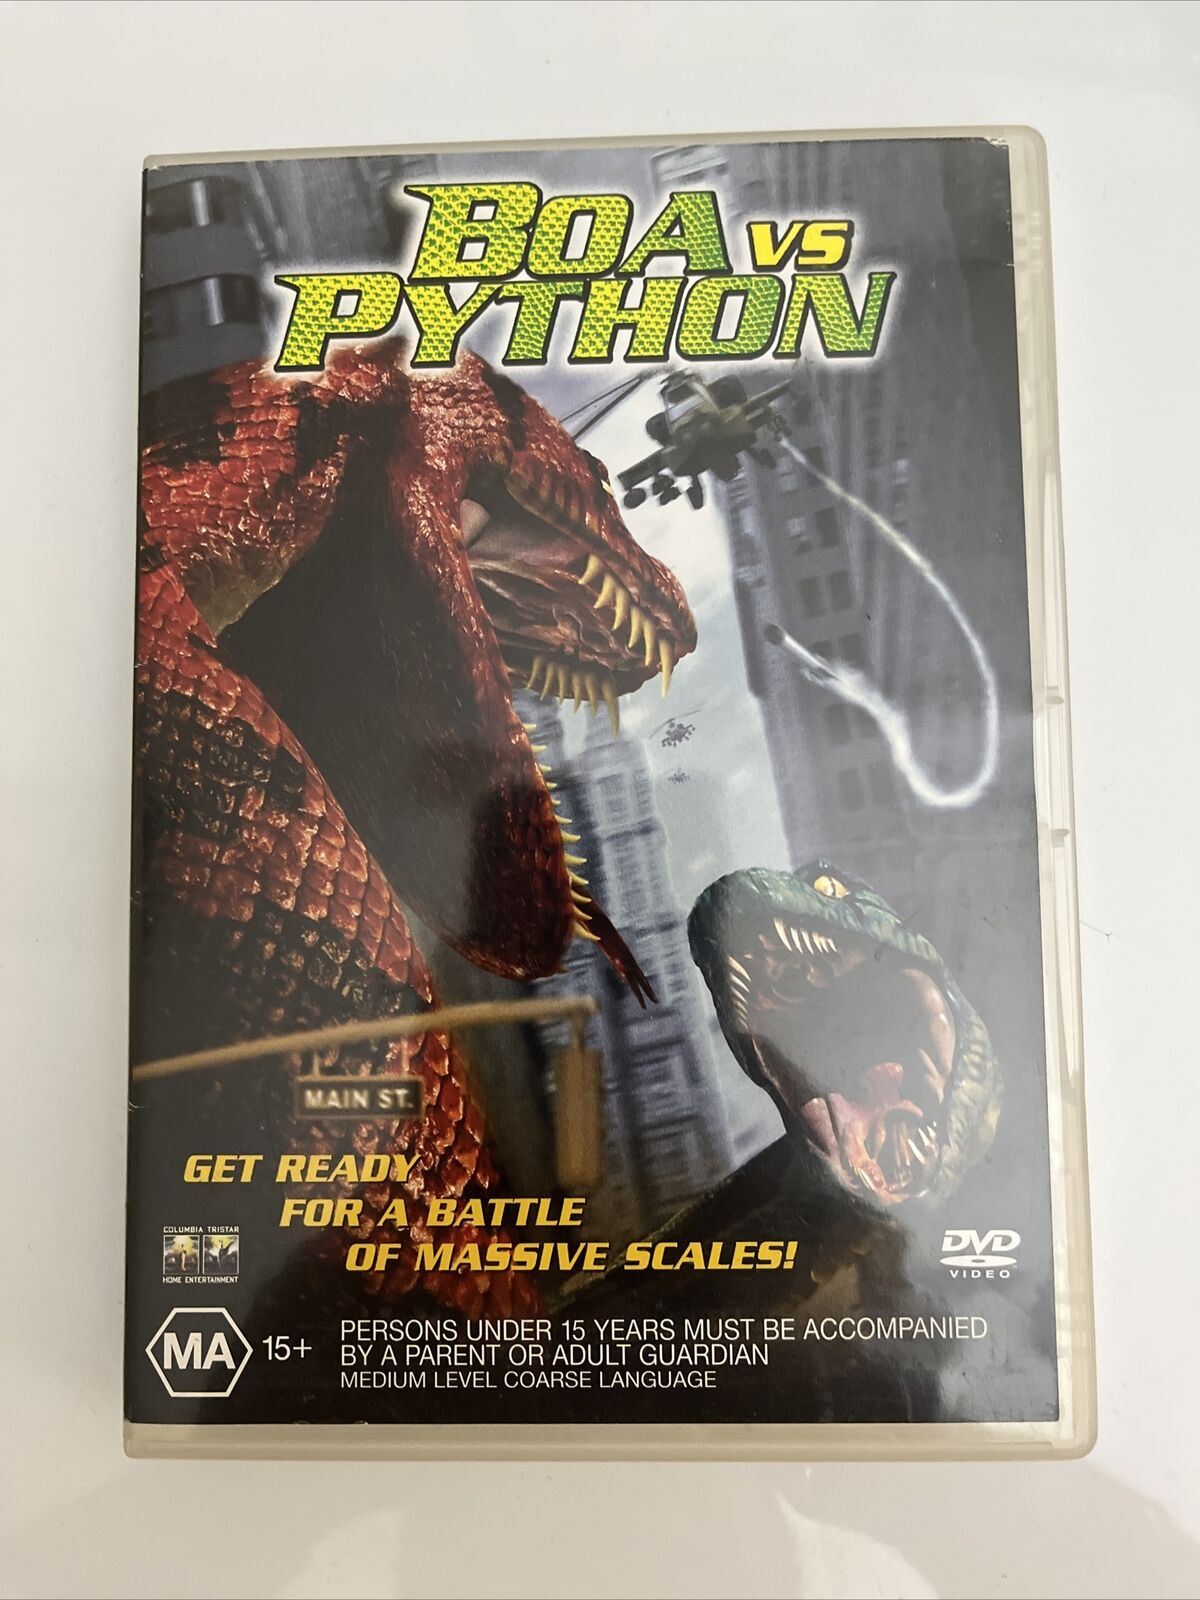 BOA VS
PYTHON
MAIN ST.
GET READY
FOR A BATTLE
OF MASSIVE SCALES!
COLUMBIA TRISTAR
HOME ENTERTAINMENT
DVD
VIDEO
MA 15+
PERSONS UNDER 15 YEARS MUST BE ACCOMPANIED
BY A PARENT OR ADULT GUARDIAN
MEDIUM LEVEL COARSE LANGUAGE